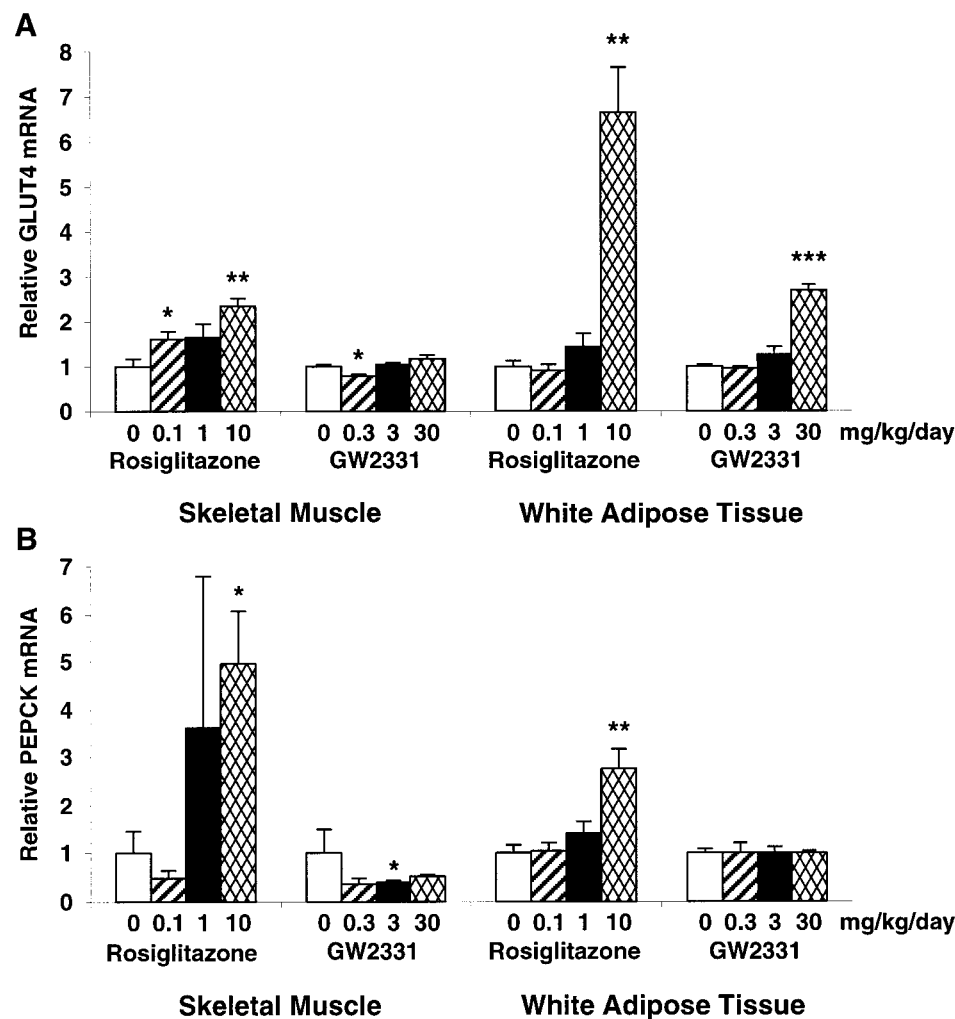 A
Relative GLUT4 mRNA
8
7
6
5
4
3
2
1
0
*
**
*
**
***
0 0.1 1 10 0 0.3 3 30 0 0.1 1 10 0 0.3 3 30 mg/kg/day
Rosiglitazone GW2331 Rosiglitazone GW2331
Skeletal Muscle White Adipose Tissue
B
Relative PEPCK mRNA
7
6
5
4
3
2
1
0
*
*
**
0 0.1 1 10 0 0.3 3 30 0 0.1 1 10 0 0.3 3 30 mg/kg/day
Rosiglitazone GW2331 Rosiglitazone GW2331
Skeletal Muscle White Adipose Tissue